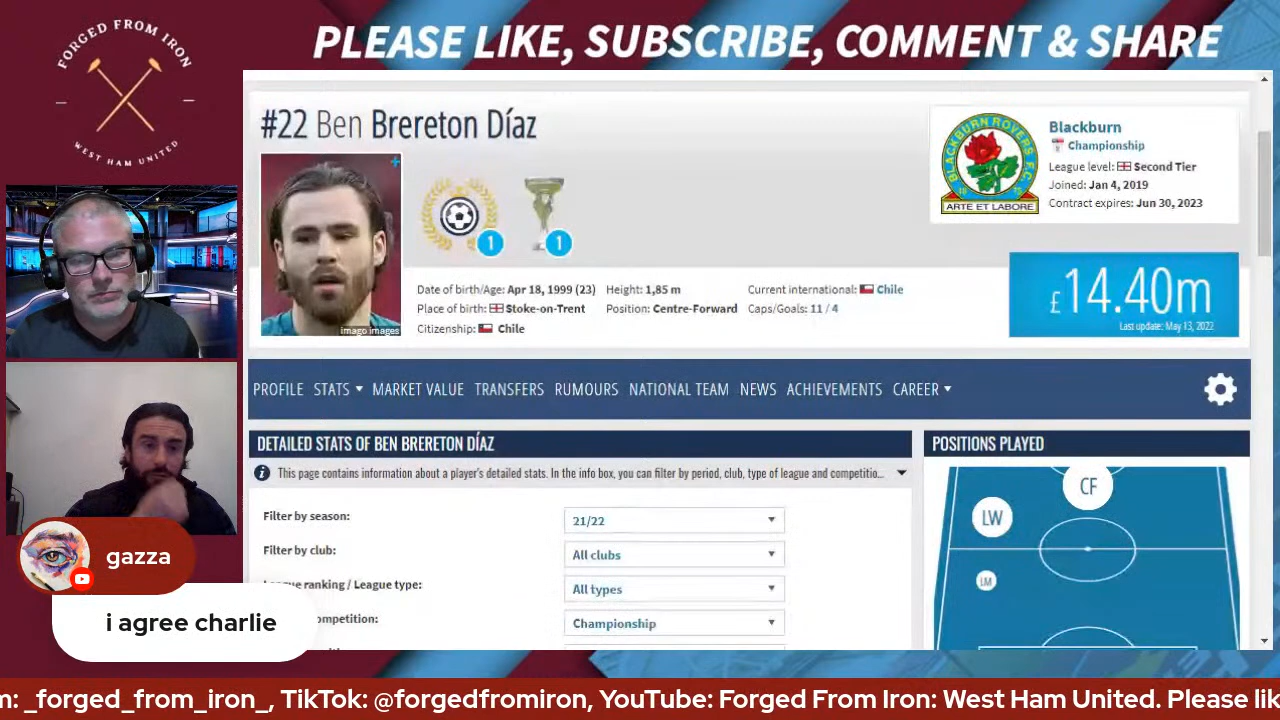 FORGED FROM IRON
WEST HAM UNITED
PLEASE LIKE, SUBSCRIBE, COMMENT & SHARE
#22 Ben Brereton Díaz
1
1
imago images
Date of birth/Age: Apr 18, 1999 (23)
Place of birth: Stoke-on-Trent
Citizenship: Chile
Height: 1,85 m
Position: Centre-Forward
Current international: Chile
Caps/Goals: 11 / 4
BLACKBURN ROVERS F.C.
ARTE ET LABORE
Blackburn
Championship
League level: Second Tier
Joined: Jan 4, 2019
Contract expires: Jun 30, 2023
£14.40m
Last update: May 13, 2022
PROFILE STATS MARKET VALUE TRANSFERS RUMOURS NATIONAL TEAM NEWS ACHIEVEMENTS CAREER
DETAILED STATS OF BEN BRERETON DÍAZ
This page contains information about a player's detailed stats. In the info box, you can filter by period, club, type of league and competitio...
Filter by season: 21/22
Filter by club: All clubs
ranking / League type: All types
ompetition: Championship
POSITIONS PLAYED
CF
LW
LM
gazza
i agree charlie
m: _forged_from_iron_, TikTok: @forgedfromiron, YouTube: Forged From Iron: West Ham United. Please lik